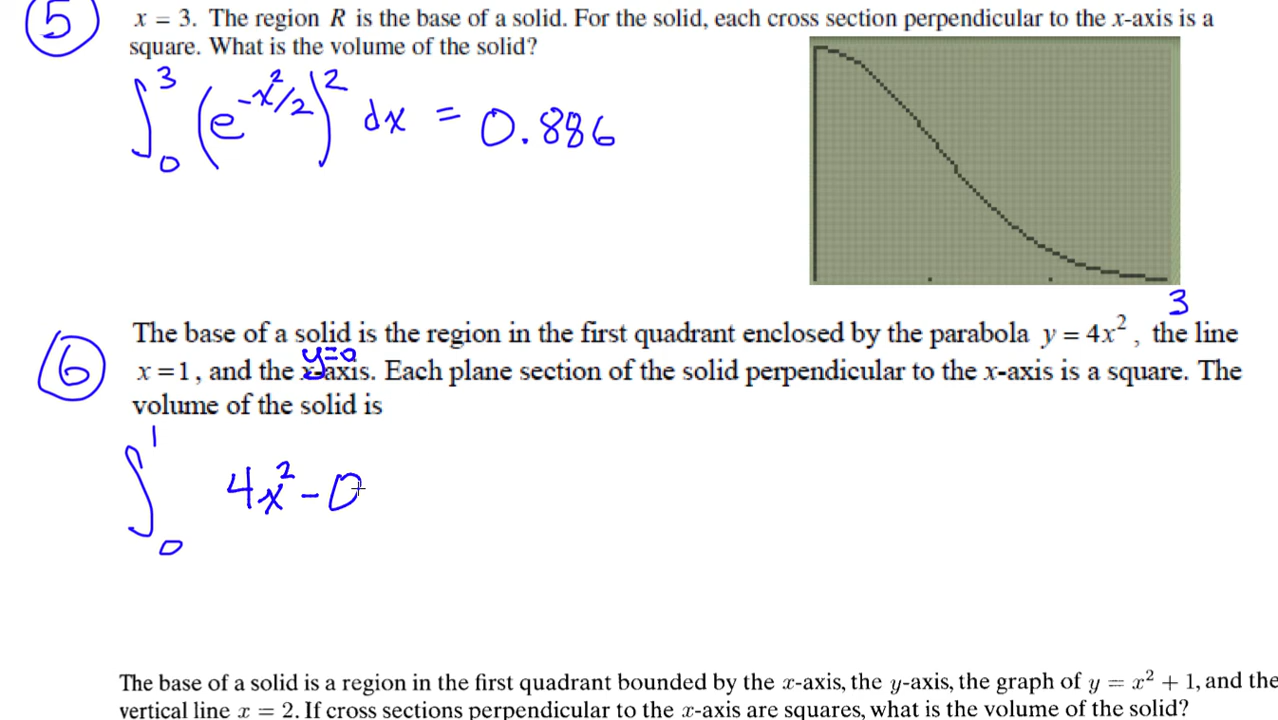 5 x = 3. The region R is the base of a solid. For the solid, each cross section perpendicular to the x-axis is a
square. What is the volume of the solid?
∫₀³ (e^(-x²/2))² dx = 0.886
3
6 The base of a solid is the region in the first quadrant enclosed by the parabola y = 4x², the line
y=0
x = 1, and the x-axis. Each plane section of the solid perpendicular to the x-axis is a square. The
volume of the solid is
∫₀¹ 4x² - 0
The base of a solid is a region in the first quadrant bounded by the x-axis, the y-axis, the graph of y = x² + 1, and the
vertical line x = 2. If cross sections perpendicular to the x-axis are squares, what is the volume of the solid?